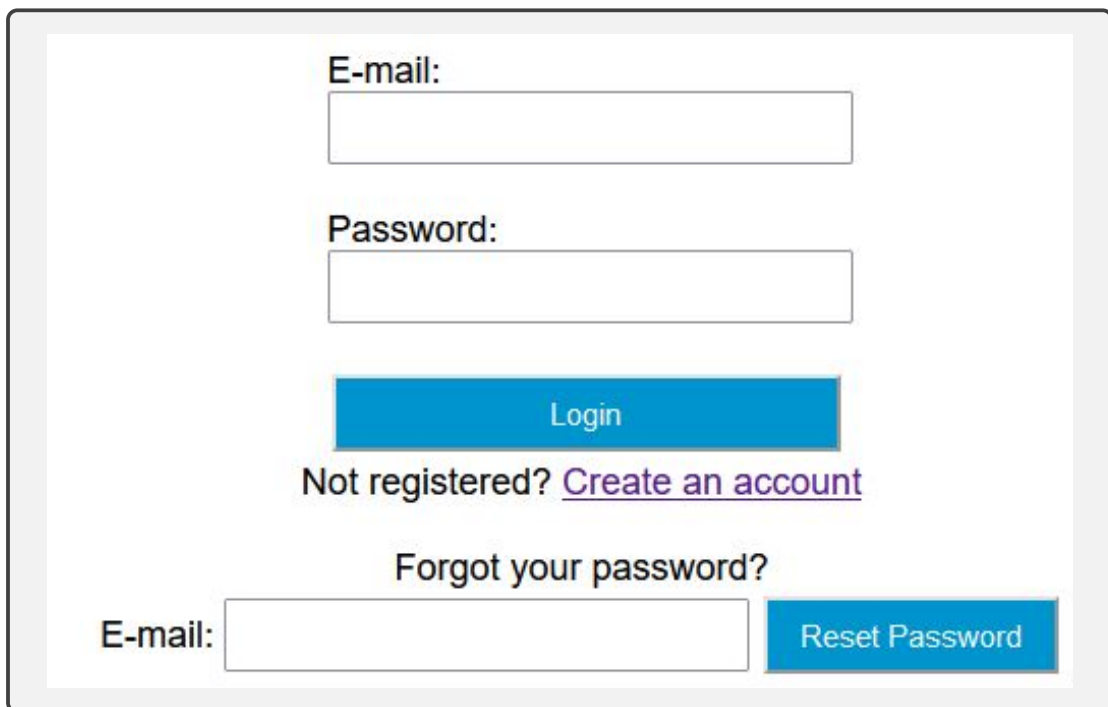 E-mail:
Password:
Login
Not registered? Create an account
Forgot your password?
E-mail: Reset Password